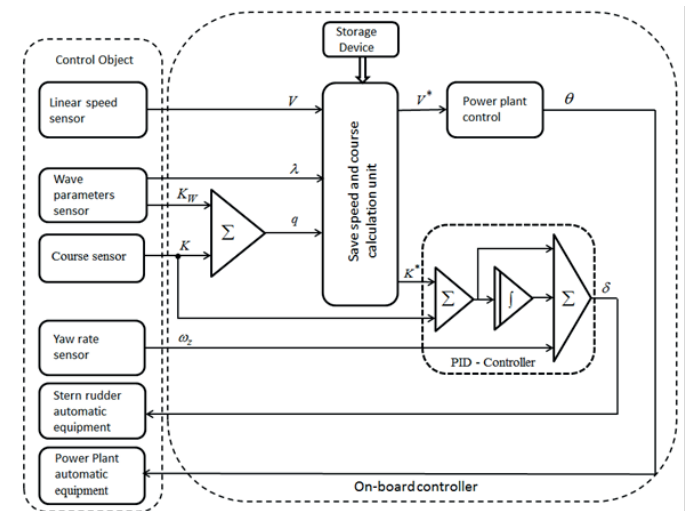 Storage
Device
Control Object
Linear speed
sensor
V
V*
Power plant
control
θ
Wave
parameters
sensor
λ
K_W
Σ
q
Save speed and course
calculation unit
Course sensor
K
K*
Σ
∫
Σ
δ
PID - Controller
Yaw rate
sensor
ω_z
Stern rudder
automatic
equipment
Power Plant
automatic
equipment
On-board controller